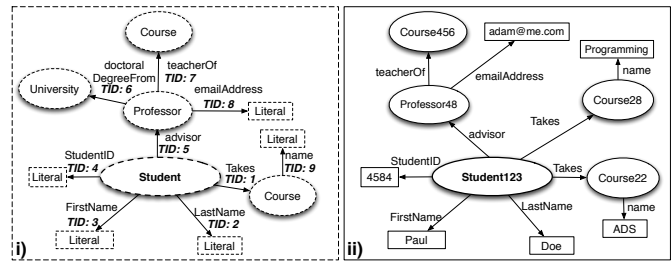 Course
doctoral
DegreeFrom
TID: 6
teacherOf
TID: 7
emailAddress
TID: 8
University
Professor
Literal
Literal
advisor
TID: 5
StudentID
TID: 4
name
TID: 9
Literal
Student
Takes
TID: 1
Course
FirstName
TID: 3
LastName
TID: 2
Literal
Literal
i)
Course456
adam@me.com
Programming
teacherOf
emailAddress
name
Professor48
Course28
Takes
advisor
StudentID
4584
Student123
Takes
Course22
FirstName
LastName
name
Paul
Doe
ADS
ii)